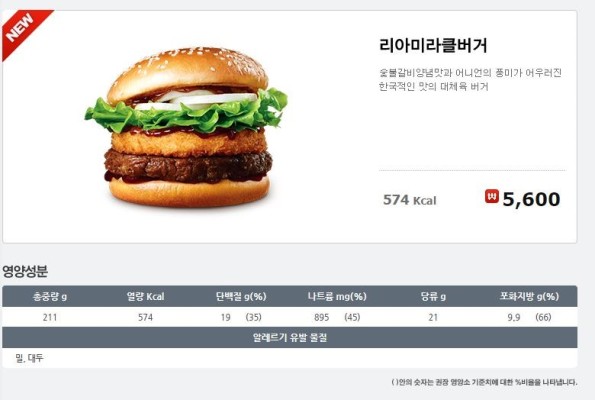 NEW
리아미라클버거
숯불갈비양념맛과 어니언의 풍미가 어우러진
한국적인 맛의 대체육 버거
574 Kcal ₩ 5,600
영양성분
총중량 g 열량 Kcal 단백질 g(%) 나트륨 mg(%) 당류 g 포화지방 g(%)
211 574 19 (35) 895 (45) 21 9,9 (66)
알레르기 유발 물질
밀, 대두
( )안의 숫자는 권장 영양소 기준치에 대한 %비율을 나타냅니다.